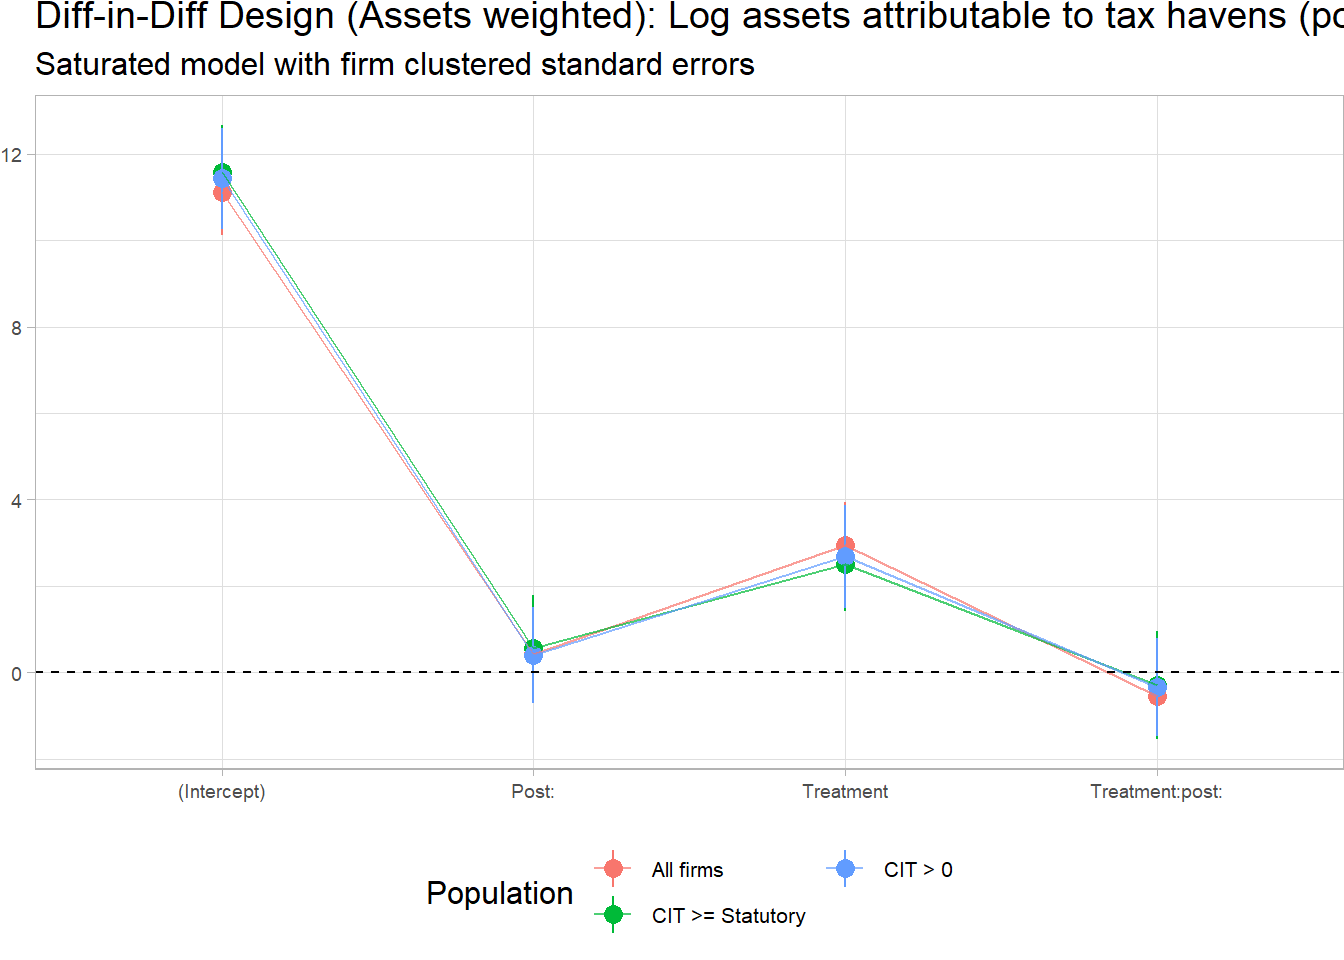 Diff-in-Diff Design (Assets weighted): Log assets attributable to tax havens (po
Saturated model with firm clustered standard errors
12
8
4
0
(Intercept) Post: Treatment Treatment:post:
Population
All firms
CIT >= Statutory
CIT > 0